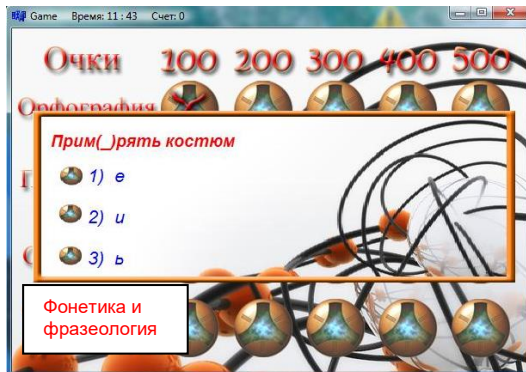 Game Время: 11 : 43 Счет: 0
Очки 100 200 300 400 500
Орфография
Прим(_)рять костюм
1) е
2) и
3) ь
Фонетика и
фразеология